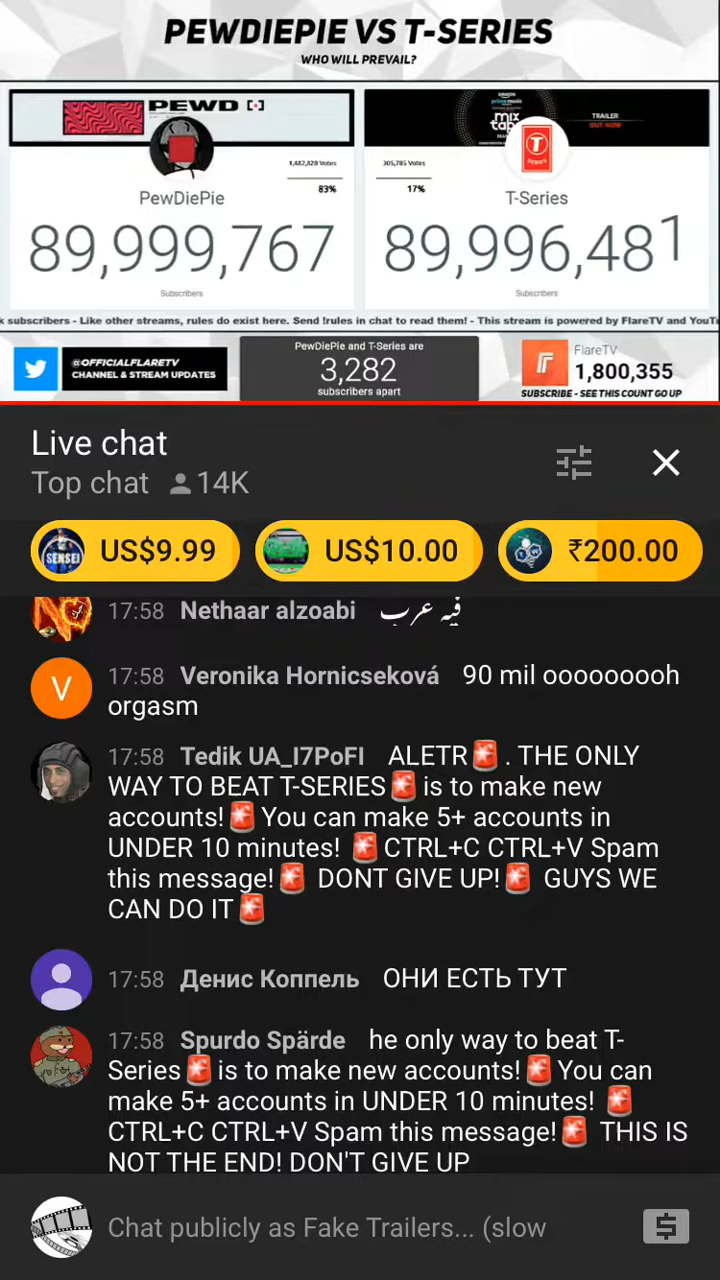 PEWDIEPIE VS T-SERIES
WHO WILL PREVAIL?
PEWD
1,482,820 Votes
83%
PewDiePie
89,999,767
Subscribers
amazon
prime music
mix
tap
TRAILER
OUT NOW
305,785 Votes
17%
T
SERIES
T-Series
89,996,481
Subscribers
k subscribers - Like other streams, rules do exist here. Send !rules in chat to read them! - This stream is powered by FlareTV and YouT
@OFFICIALFLARETV
CHANNEL & STREAM UPDATES
PewDiePie and T-Series are
3,282
subscribers apart
FlareTV
1,800,355
SUBSCRIBE - SEE THIS COUNT GO UP
Live chat
Top chat 14K
SENSEI US$9.99 US$10.00 ₹200.00
17:58 Nethaar alzoabi فيه عرب
V 17:58 Veronika Hornicseková 90 mil ooooooooh
orgasm
17:58 Tedik UA_I7PoFI ALETR🚨. THE ONLY
WAY TO BEAT T-SERIES🚨 is to make new
accounts!🚨 You can make 5+ accounts in
UNDER 10 minutes! 🚨 CTRL+C CTRL+V Spam
this message!🚨 DONT GIVE UP!🚨 GUYS WE
CAN DO IT🚨
17:58 Денис Коппель ОНИ ЕСТЬ ТУТ
17:58 Spurdo Spärde he only way to beat T-
Series🚨 is to make new accounts!🚨 You can
make 5+ accounts in UNDER 10 minutes! 🚨
CTRL+C CTRL+V Spam this message!🚨 THIS IS
NOT THE END! DON'T GIVE UP
Chat publicly as Fake Trailers... (slow